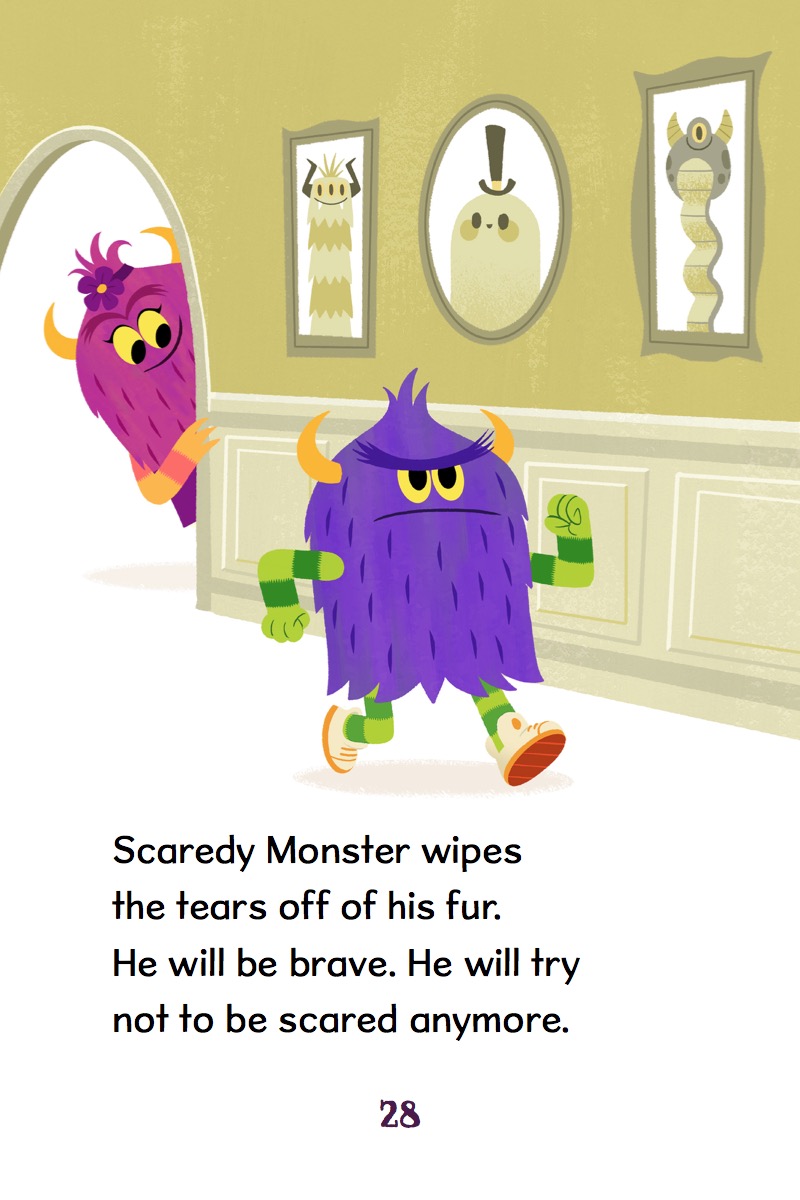 Scaredy Monster wipes
the tears off of his fur.
He will be brave. He will try
not to be scared anymore.
28